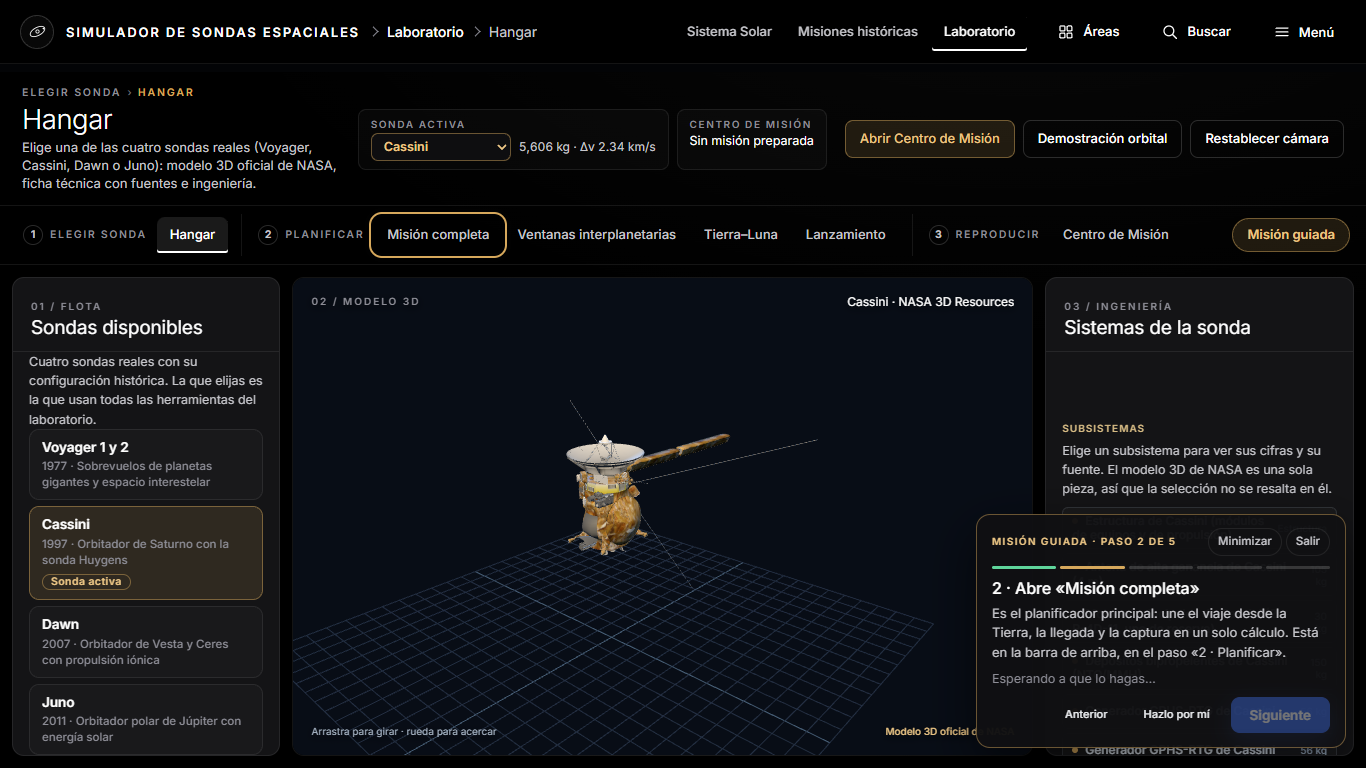 SIMULADOR DE SONDAS ESPACIALES
Laboratorio
Hangar
Sistema Solar
Misiones históricas
Laboratorio
Áreas
Buscar
Menú
ELEGIR SONDA › HANGAR
Hangar
Elige una de las cuatro sondas reales (Voyager,
Cassini, Dawn o Juno): modelo 3D oficial de NASA,
ficha técnica con fuentes e ingeniería.
SONDA ACTIVA
Cassini
5,606 kg · Δv 2.34 km/s
CENTRO DE MISIÓN
Sin misión preparada
Abrir Centro de Misión
Demostración orbital
Restablecer cámara
1 ELEGIR SONDA
Hangar
2 PLANIFICAR
Misión completa
Ventanas interplanetarias
Tierra–Luna
Lanzamiento
3 REPRODUCIR
Centro de Misión
Misión guiada
01 / FLOTA
Sondas disponibles
Cuatro sondas reales con su
configuración histórica. La que elijas es
la que usan todas las herramientas del
laboratorio.
Voyager 1 y 2
1977 · Sobrevuelos de planetas
gigantes y espacio interestelar
Cassini
1997 · Orbitador de Saturno con la
sonda Huygens
Sonda activa
Dawn
2007 · Orbitador de Vesta y Ceres
con propulsión iónica
Juno
2011 · Orbitador polar de Júpiter con
energía solar
02 / MODELO 3D
Cassini · NASA 3D Resources
Arrastra para girar · rueda para acercar
Modelo 3D oficial d
03 / INGENIERÍA
Sistemas de la sonda
SUBSISTEMAS
Elige un subsistema para ver sus cifras y su
fuente. El modelo 3D de NASA es una sola
pieza, así que la selección no se resalta en él.
MISIÓN GUIADA · PASO 2 DE 5
Minimizar
Salir
2 · Abre «Misión completa»
Es el planificador principal: une el viaje desde la
Tierra, la llegada y la captura en un solo cálculo. Está
en la barra de arriba, en el paso «2 · Planificar».
Esperando a que lo hagas...
Anterior
Hazlo por mí
Siguiente
Generador GPHS-RTG de Cassini
56 kg